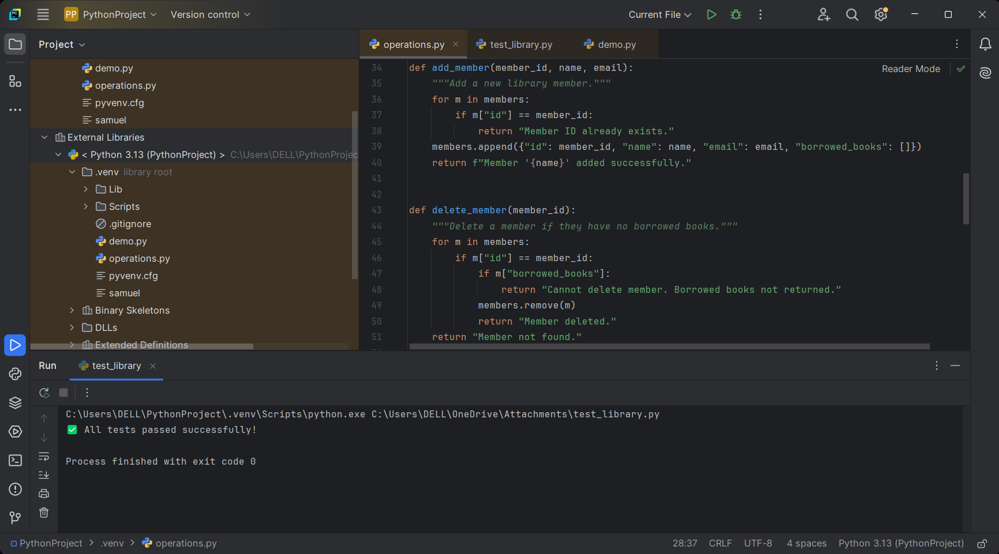 PP PythonProject Version control Current File
Project
operations.py test_library.py demo.py
demo.py
operations.py
pyvenv.cfg
samuel
External Libraries
< Python 3.13 (PythonProject) > C:\Users\DELL\PythonProjec
.venv library root
Lib
Scripts
.gitignore
demo.py
operations.py
pyvenv.cfg
samuel
Binary Skeletons
DLLs
Extended Definitions
Reader Mode
34 def add_member(member_id, name, email):
35 """Add a new library member."""
36 for m in members:
37 if m["id"] == member_id:
38 return "Member ID already exists."
39 members.append({"id": member_id, "name": name, "email": email, "borrowed_books": []})
40 return f"Member '{name}' added successfully."
41
42
43 def delete_member(member_id):
44 """Delete a member if they have no borrowed books."""
45 for m in members:
46 if m["id"] == member_id:
47 if m["borrowed_books"]:
48 return "Cannot delete member. Borrowed books not returned."
49 members.remove(m)
50 return "Member deleted."
51 return "Member not found."
Run test_library
C:\Users\DELL\PythonProject\.venv\Scripts\python.exe C:\Users\DELL\OneDrive\Attachments\test_library.py
✅ All tests passed successfully!
Process finished with exit code 0
PythonProject > .venv > operations.py 28:37 CRLF UTF-8 4 spaces Python 3.13 (PythonProject)